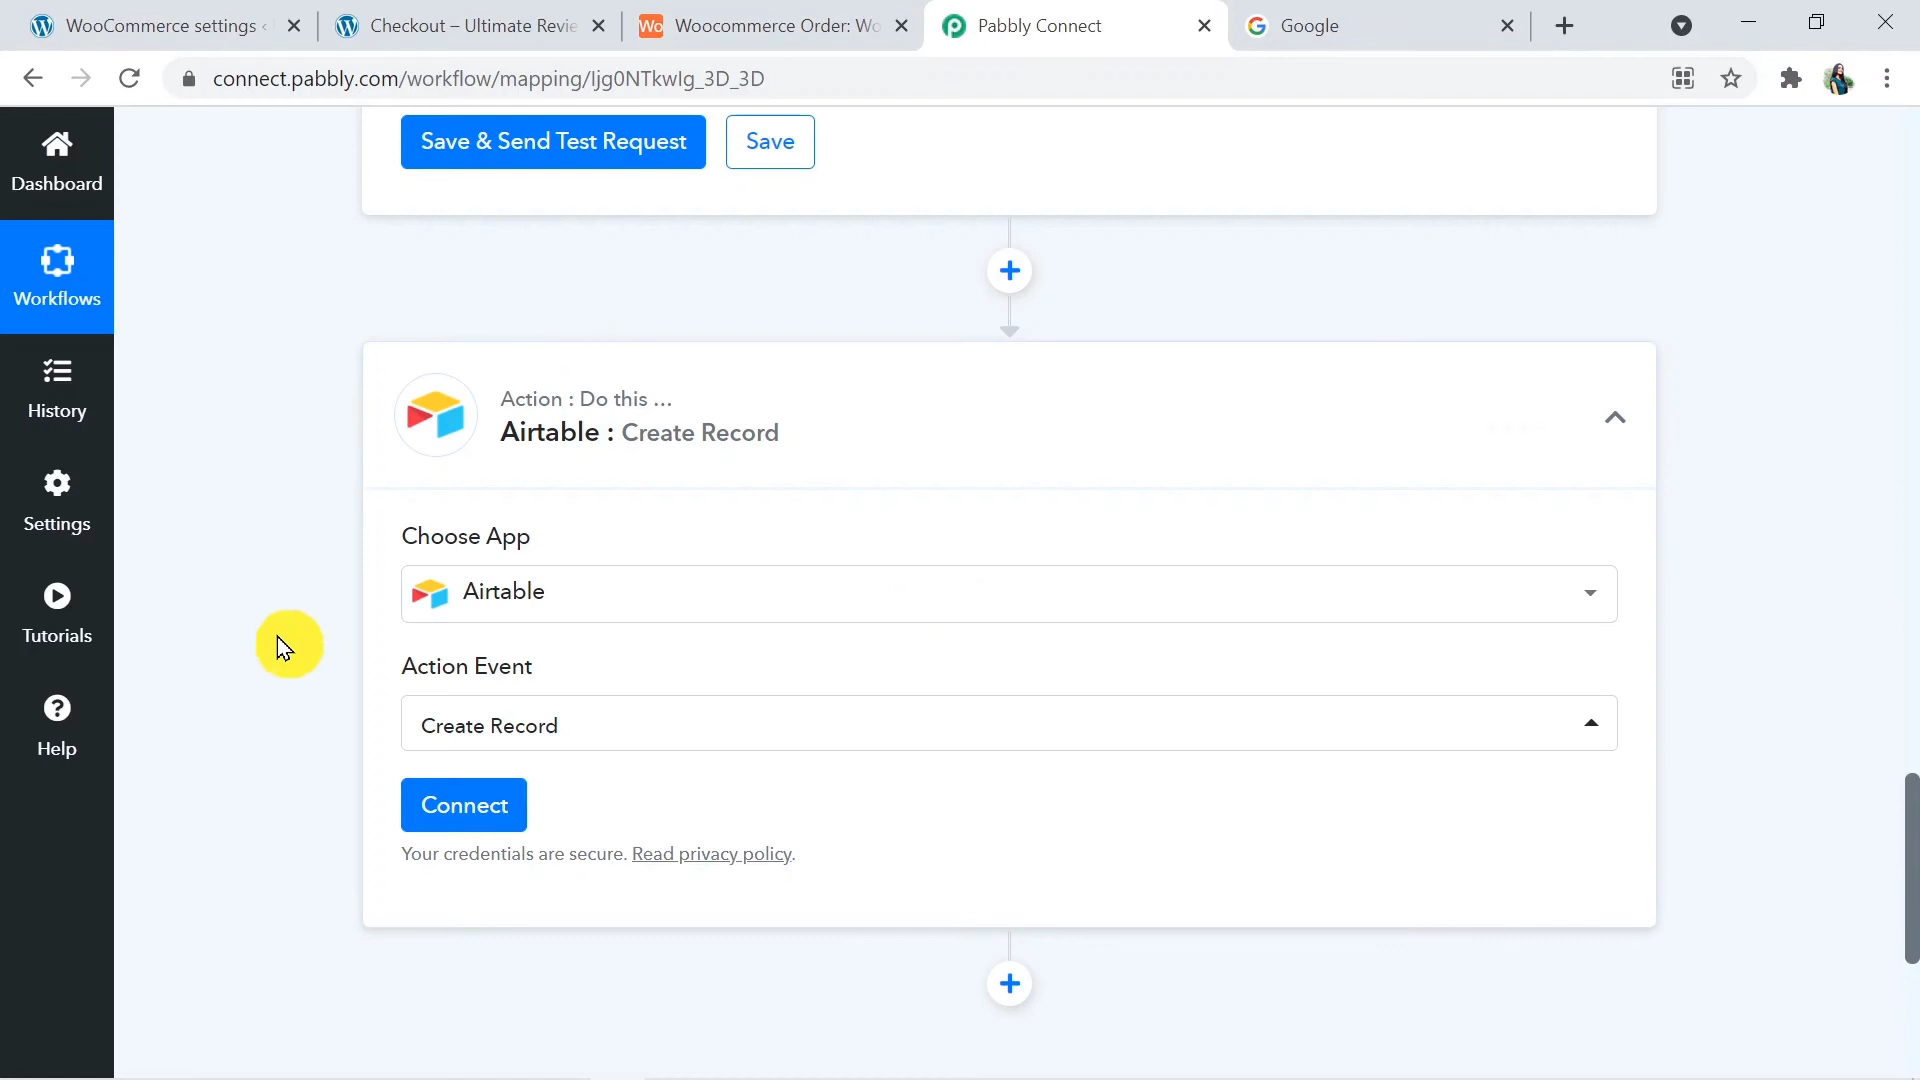 WooCommerce settings ‹
Checkout – Ultimate Revie
Wo
Woocommerce Order: Wo
Pabbly Connect
Google
connect.pabbly.com/workflow/mapping/Ijg0NTkwIg_3D_3D
Save & Send Test Request
Save
Dashboard
Workflows
History
Settings
Tutorials
Help
Action : Do this ...
Airtable : Create Record
Choose App
Airtable
Action Event
Create Record
Connect
Your credentials are secure. Read privacy policy.